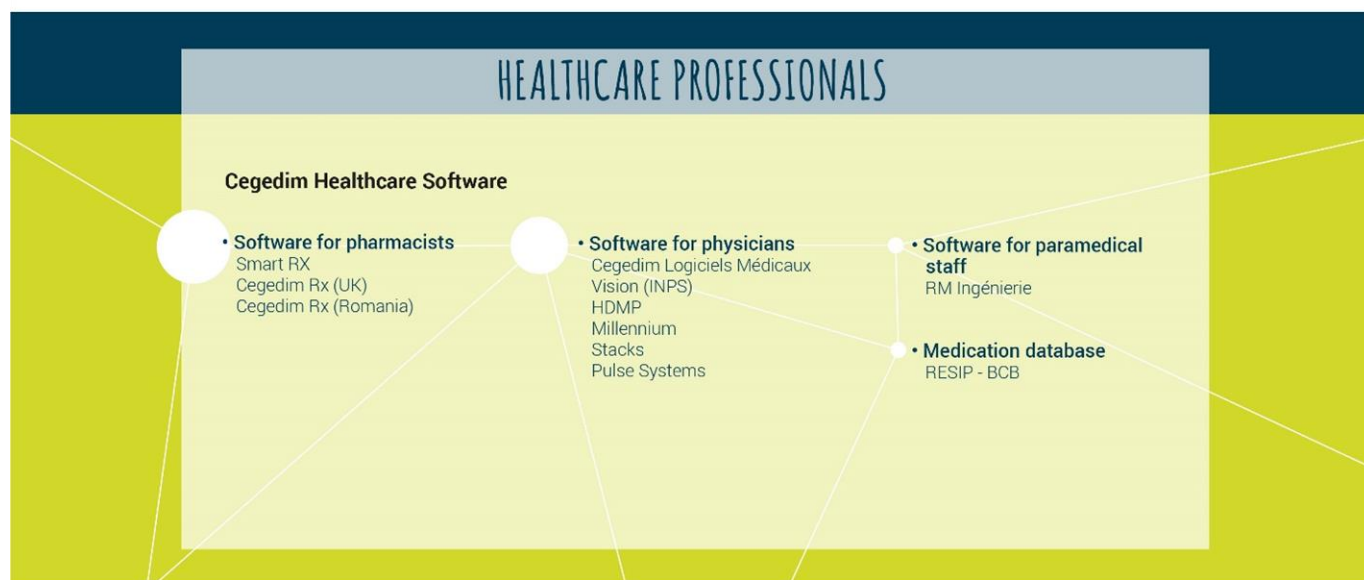 HEALTHCARE PROFESSIONALS
Cegedim Healthcare Software
• Software for pharmacists
Smart RX
Cegedim Rx (UK)
Cegedim Rx (Romania)
• Software for physicians
Cegedim Logiciels Médicaux
Vision (INPS)
HDMP
Millennium
Stacks
Pulse Systems
• Software for paramedical
staff
RM Ingénierie
• Medication database
RESIP - BCB